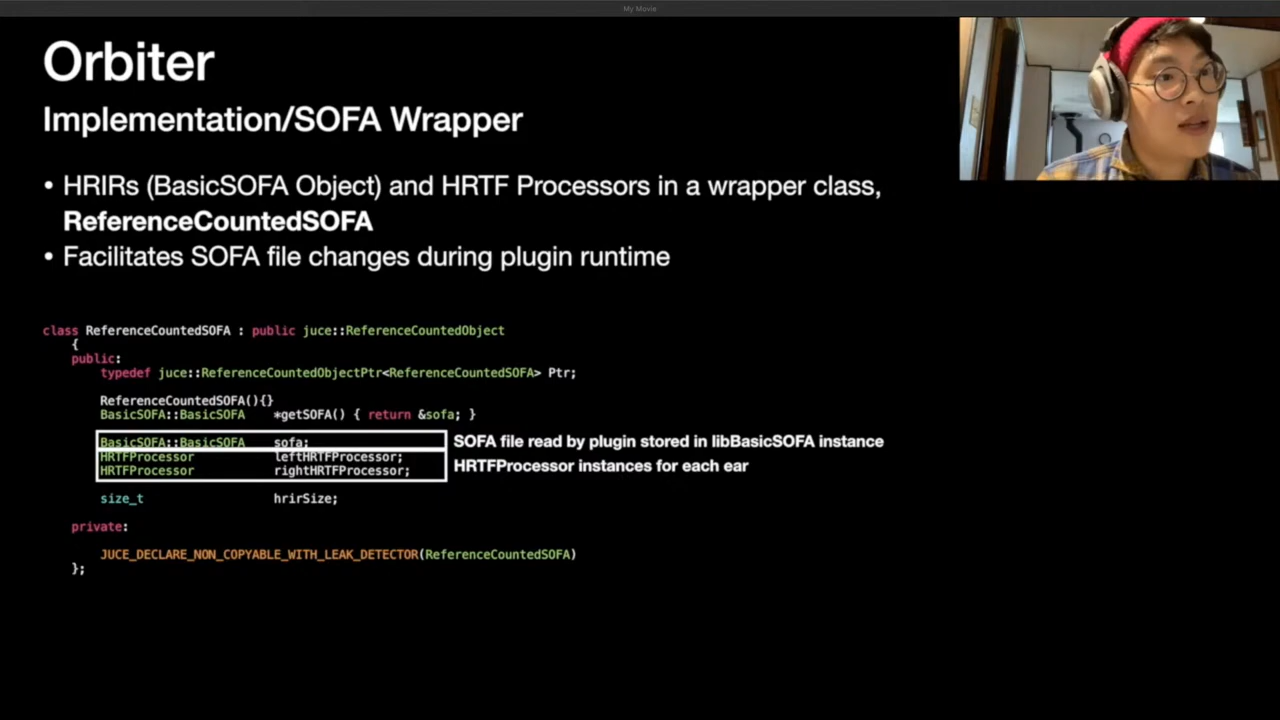 My Movie
Orbiter
Implementation/SOFA Wrapper
• HRIRs (BasicSOFA Object) and HRTF Processors in a wrapper class,
ReferenceCountedSOFA
• Facilitates SOFA file changes during plugin runtime
class ReferenceCountedSOFA : public juce::ReferenceCountedObject
{
public:
typedef juce::ReferenceCountedObjectPtr<ReferenceCountedSOFA> Ptr;
ReferenceCountedSOFA(){}
BasicSOFA::BasicSOFA *getSOFA() { return &sofa; }
BasicSOFA::BasicSOFA sofa; SOFA file read by plugin stored in libBasicSOFA instance
HRTFProcessor leftHRTFProcessor;
HRTFProcessor rightHRTFProcessor; HRTFProcessor instances for each ear
size_t hrirSize;
private:
JUCE_DECLARE_NON_COPYABLE_WITH_LEAK_DETECTOR(ReferenceCountedSOFA)
};